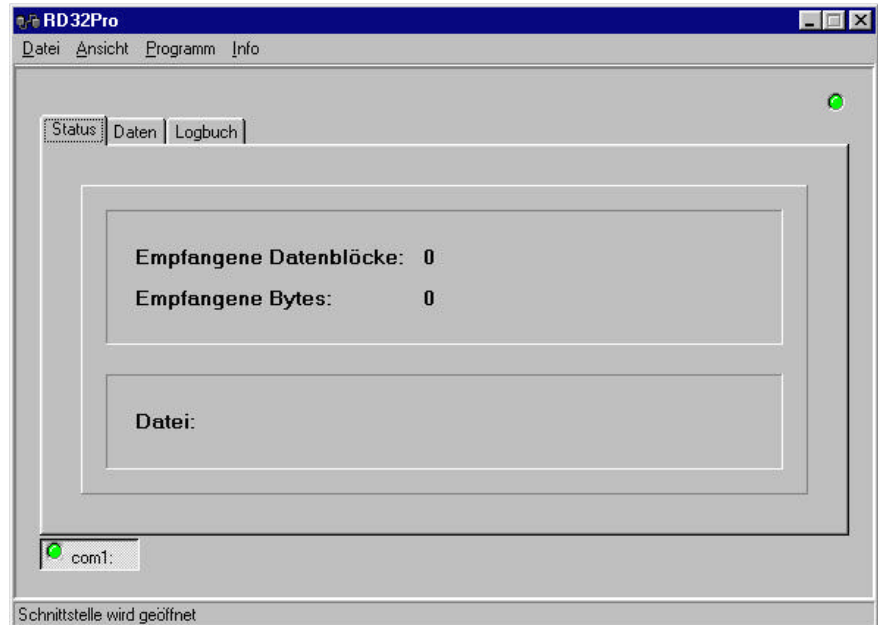 RD32Pro
Datei Ansicht Programm Info
Status Daten Logbuch
Empfangene Datenblöcke: 0
Empfangene Bytes: 0
Datei:
com1:
Schnittstelle wird geöffnet